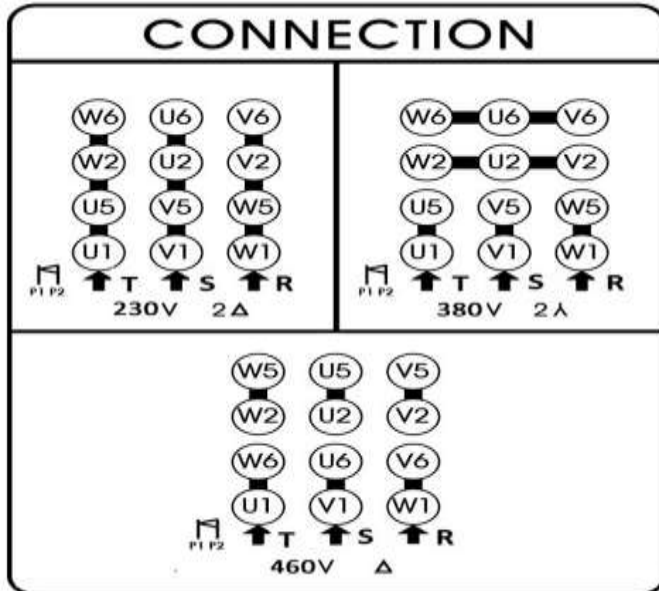 CONNECTION
W6 U6 V6
W2 U2 V2
U5 V5 W5
U1 V1 W1
P1 P2 T S R
230V 2Δ
W6 U6 V6
W2 U2 V2
U5 V5 W5
U1 V1 W1
P1 P2 T S R
380V 2⅄
W5 U5 V5
W2 U2 V2
W6 U6 V6
U1 V1 W1
P1 P2 T S R
460V Δ